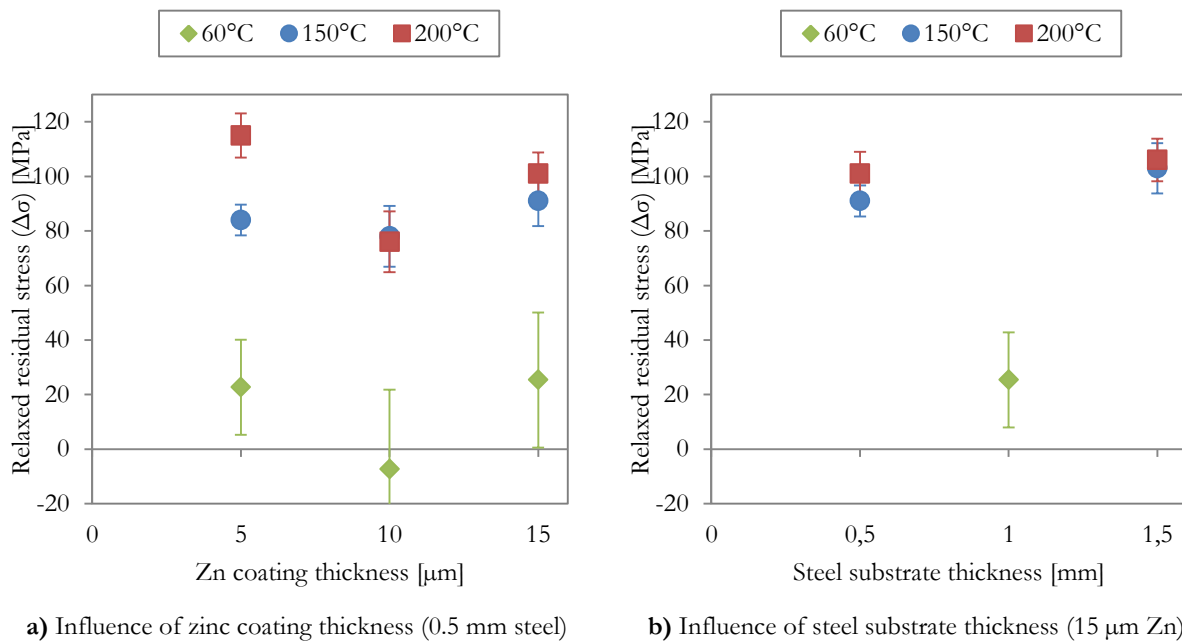 60°C 150°C 200°C
Relaxed residual stress (Δσ) [MPa]
120
100
80
60
40
20
0
-20
0 5 10 15
Zn coating thickness [µm]
a) Influence of zinc coating thickness (0.5 mm steel)
60°C 150°C 200°C
Relaxed residual stress (Δσ) [MPa]
120
100
80
60
40
20
0
-20
0 0,5 1 1,5
Steel substrate thickness [mm]
b) Influence of steel substrate thickness (15 µm Zn)